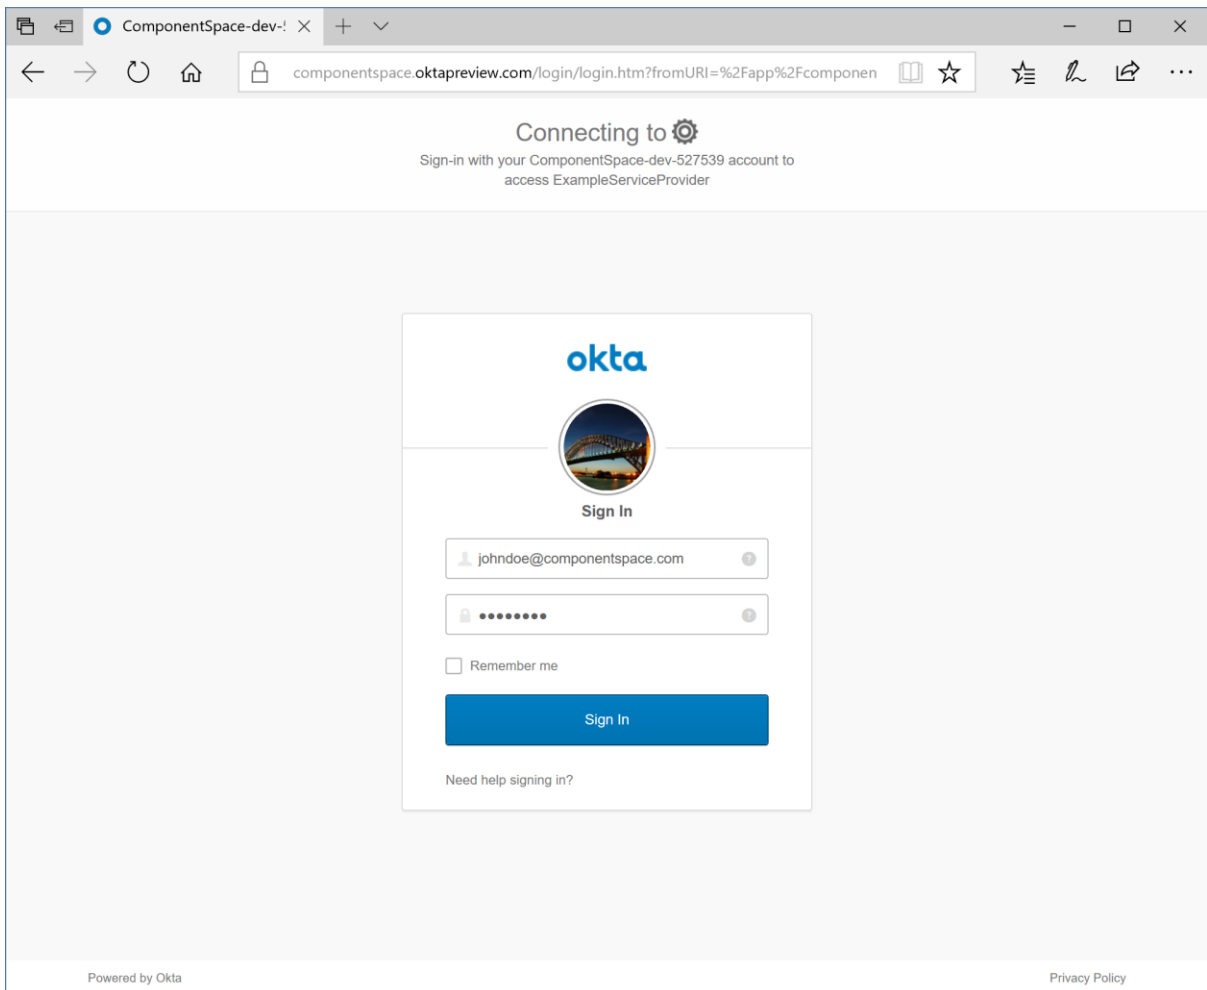 ComponentSpace-dev-5
componentspace.oktapreview.com/login/login.htm?fromURI=%2Fapp%2Fcomponen
Connecting to
Sign-in with your ComponentSpace-dev-527539 account to
access ExampleServiceProvider
okta
Sign In
johndoe@componentspace.com
Remember me
Sign In
Need help signing in?
Powered by Okta
Privacy Policy